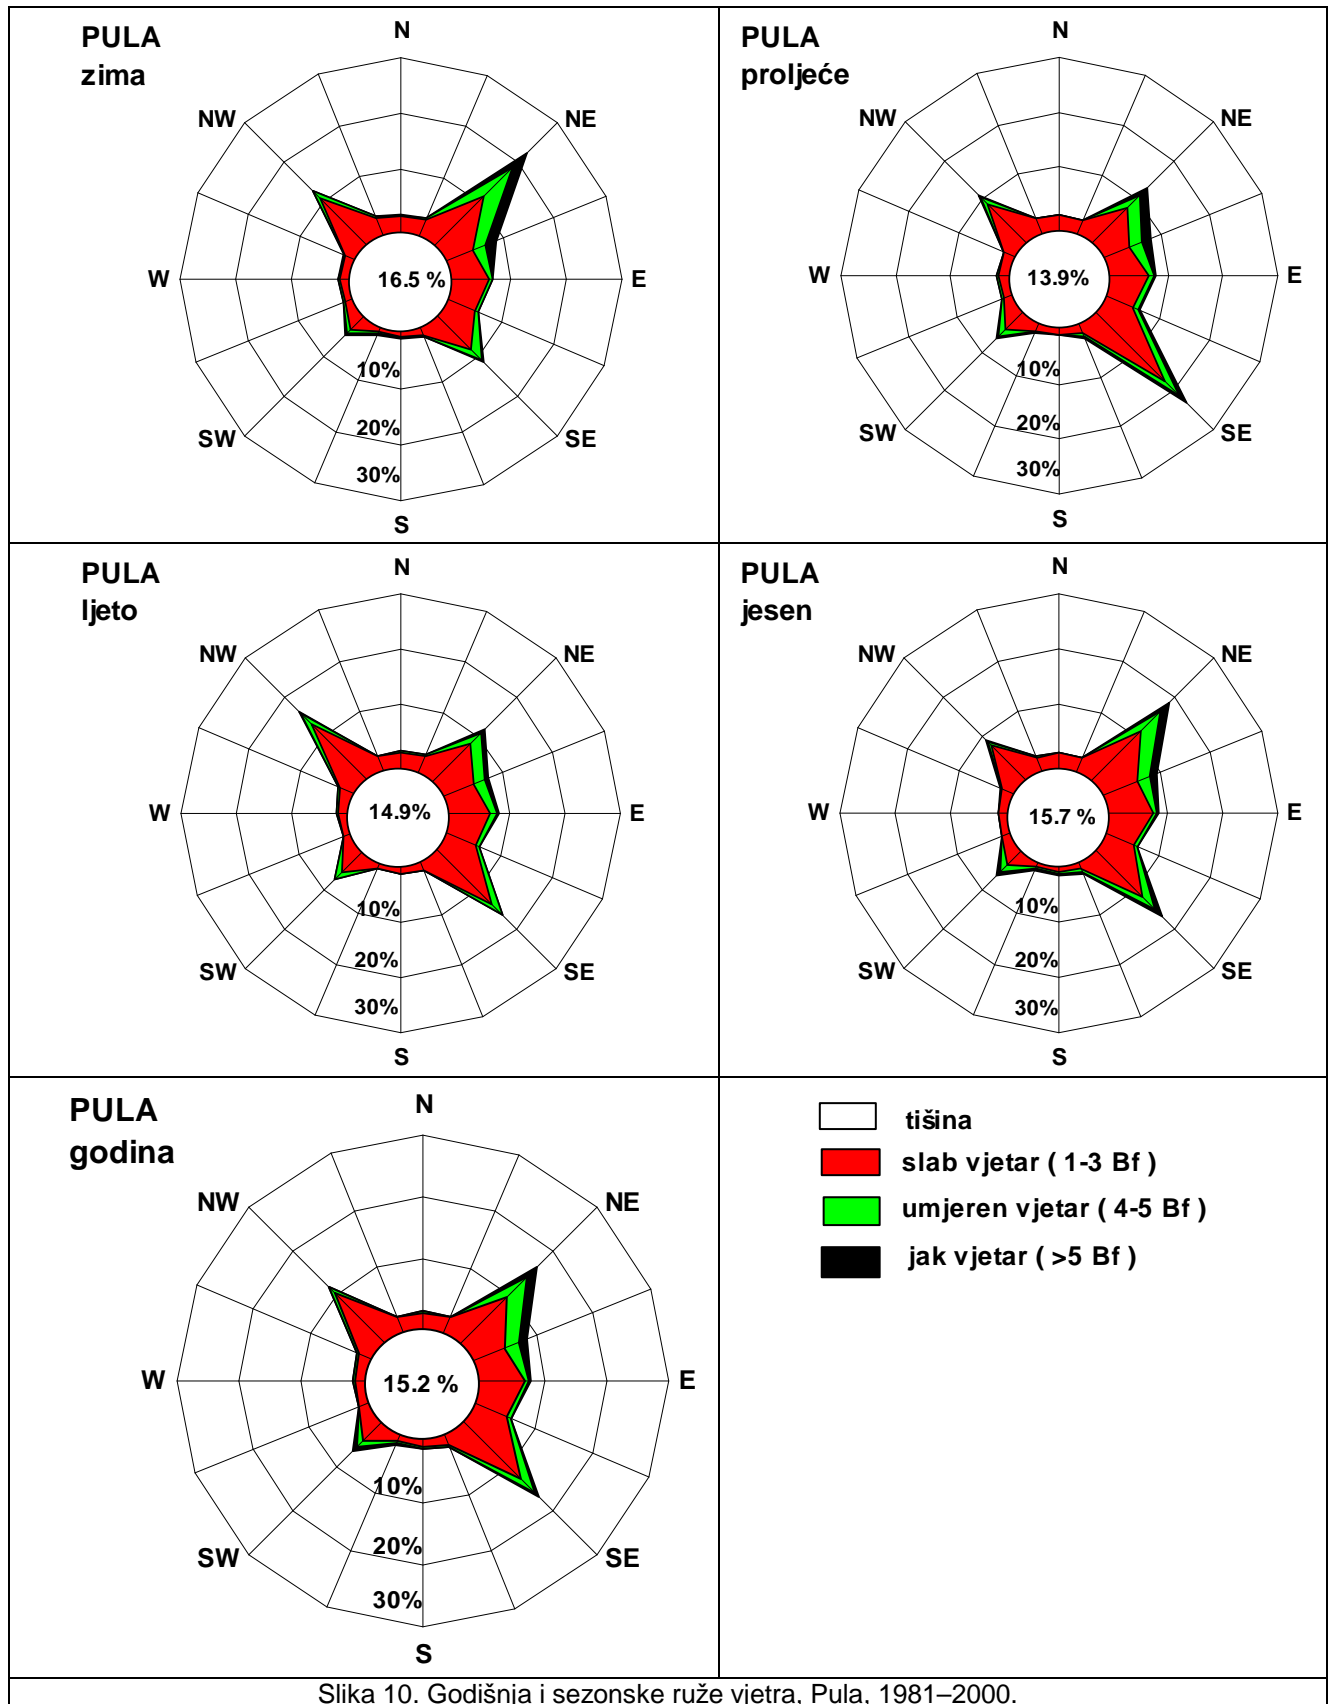 PULA
zima
N
NW
NE
W
16.5 %
E
10%
20%
30%
SW
SE
S
PULA
proljeće
N
NW
NE
W
13.9%
E
10%
20%
30%
SW
SE
S
PULA
ljeto
N
NW
NE
W
14.9%
E
10%
20%
30%
SW
SE
S
PULA
jesen
N
NW
NE
W
15.7 %
E
10%
20%
30%
SW
SE
S
PULA
godina
N
NW
NE
W
15.2 %
E
10%
20%
30%
SW
SE
S
tišina
slab vjetar ( 1-3 Bf )
umjeren vjetar ( 4-5 Bf )
jak vjetar ( >5 Bf )
Slika 10. Godišnja i sezonske ruže vjetra, Pula, 1981–2000.